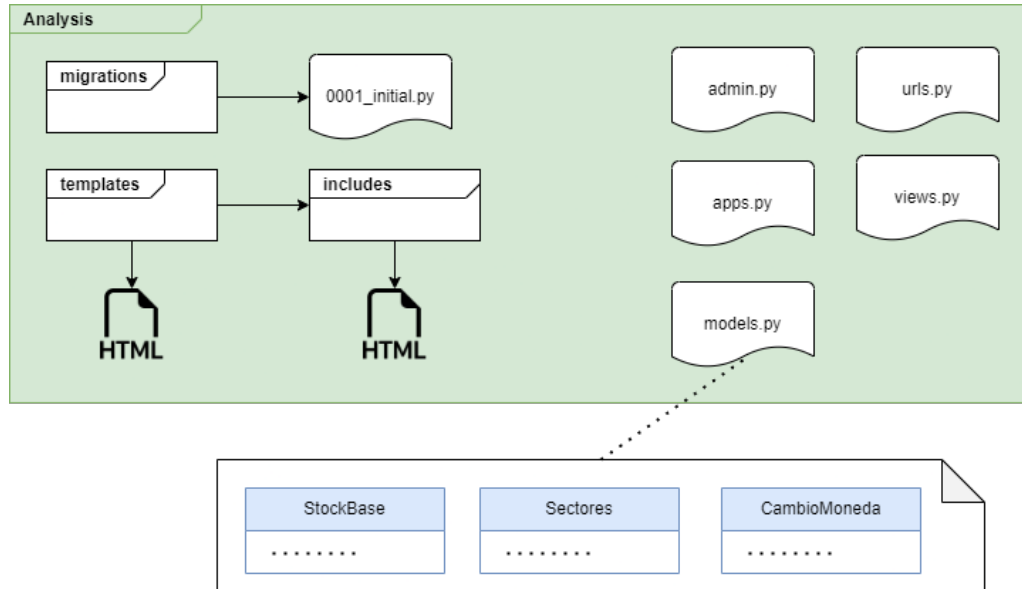 Analysis
migrations
0001_initial.py
admin.py
urls.py
templates
includes
apps.py
views.py
HTML
HTML
models.py
StockBase
Sectores
CambioMoneda